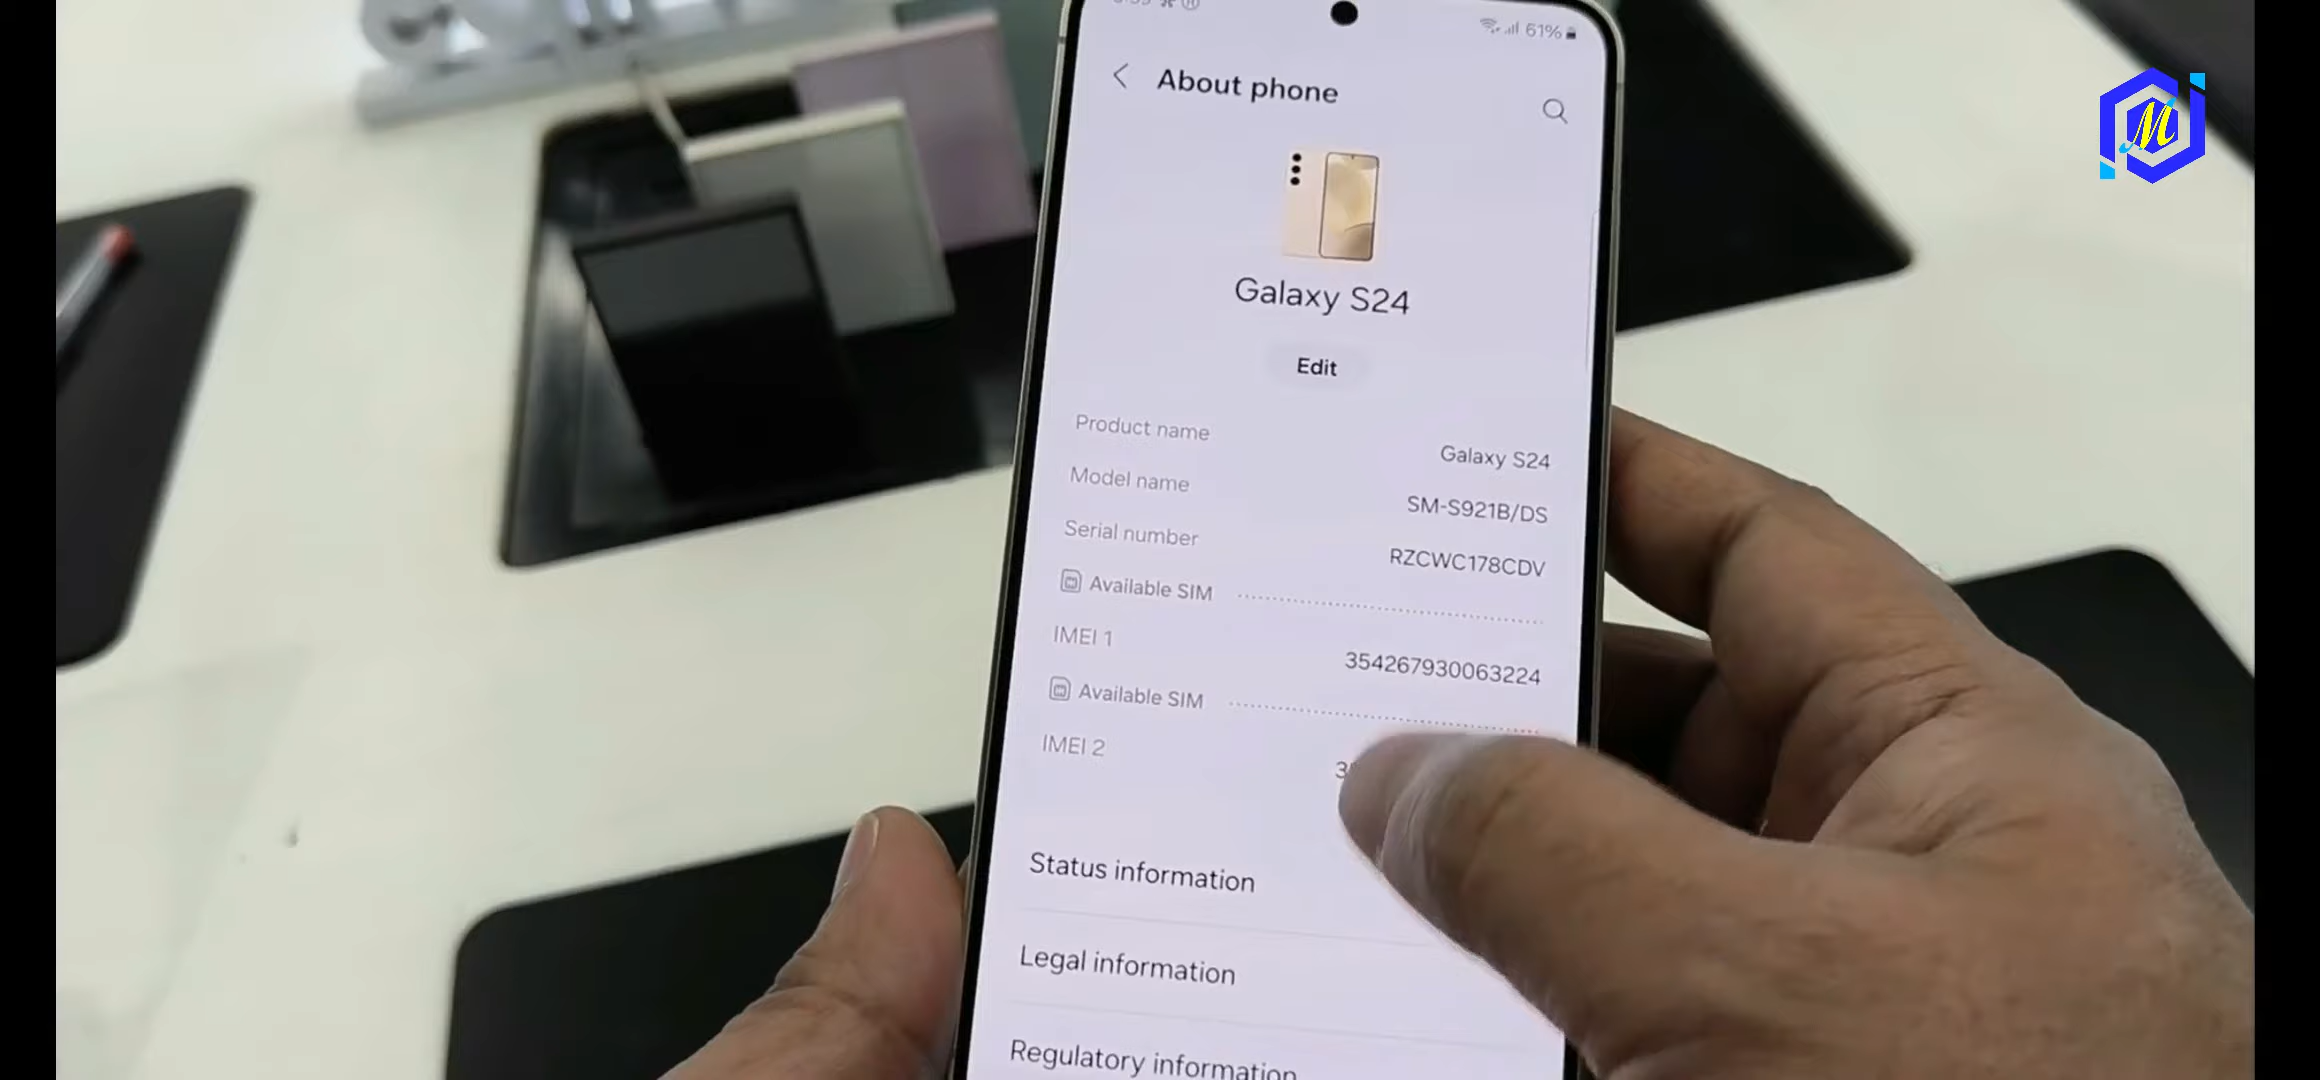 61%
About phone
Galaxy S24
Edit
Product name
Galaxy S24
Model name
SM-S921B/DS
Serial number
RZCWC178CDV
Available SIM
IMEI 1
354267930063224
Available SIM
IMEI 2
Status information
Legal information
Regulatory information
M